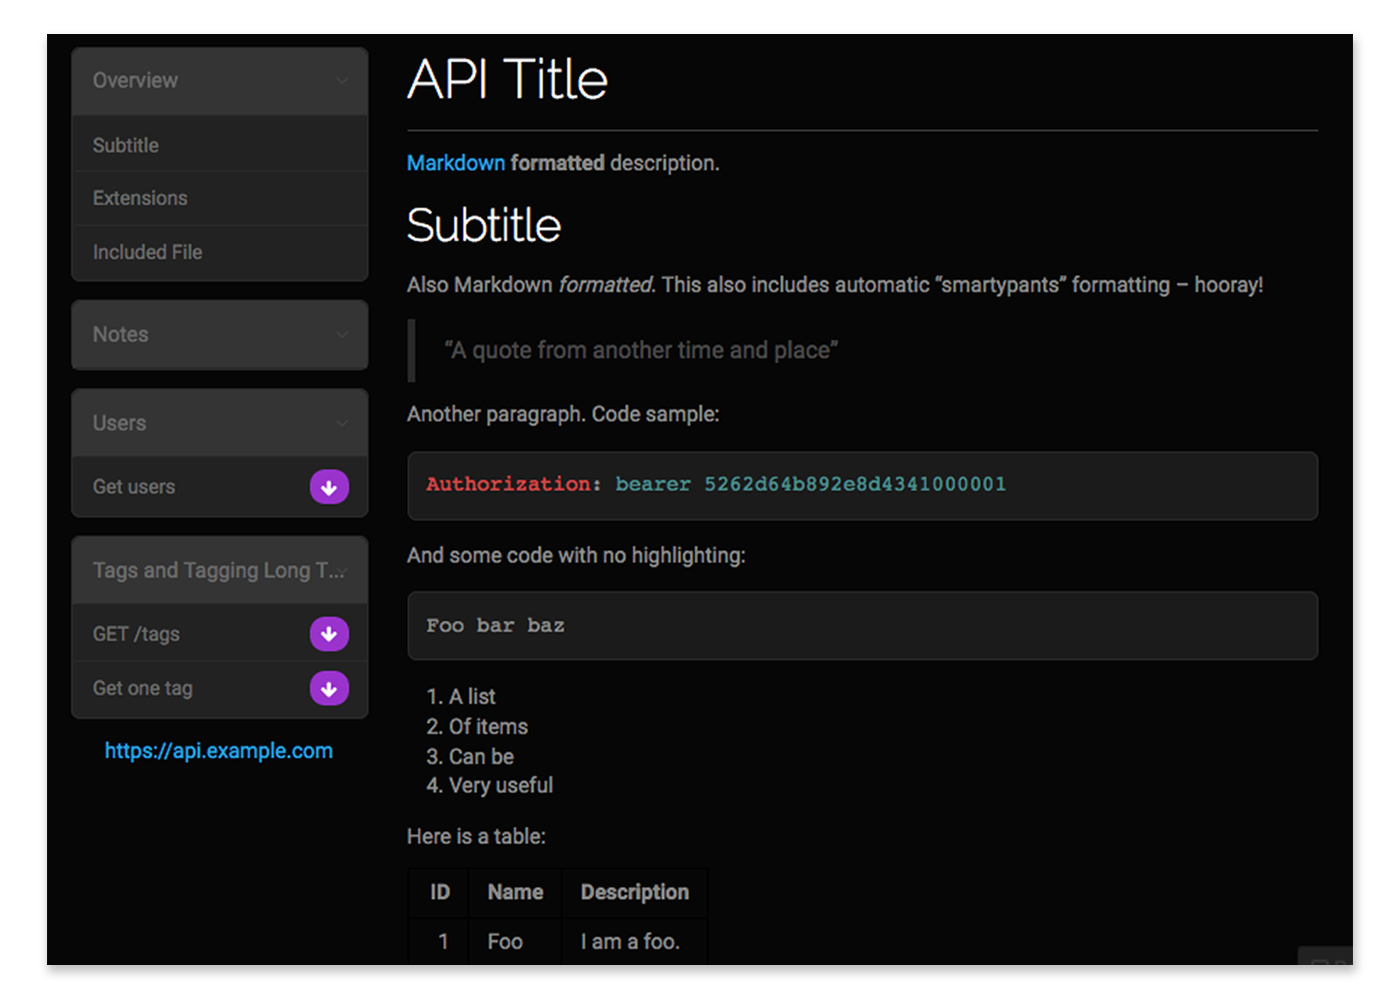 Overview
Subtitle
Extensions
Included File
Notes
Users
Get users
Tags and Tagging Long T...
GET /tags
Get one tag
https://api.example.com
API Title
Markdown formatted description.
Subtitle
Also Markdown formatted. This also includes automatic “smartypants” formatting – hooray!
“A quote from another time and place”
Another paragraph. Code sample:
Authorization: bearer 5262d64b892e8d4341000001
And some code with no highlighting:
Foo bar baz
1. A list
2. Of items
3. Can be
4. Very useful
Here is a table:
ID Name Description
1 Foo I am a foo.